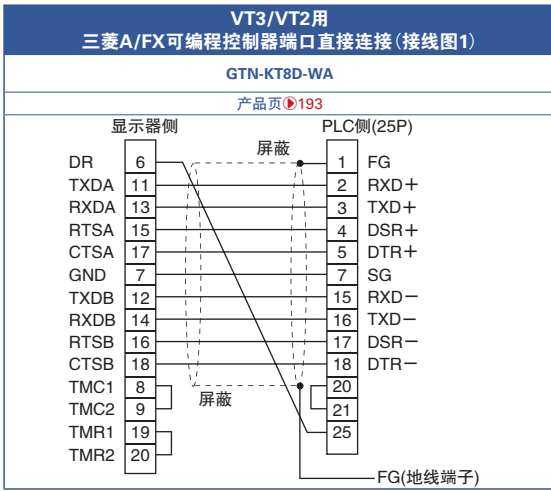 VT3/VT2用
三菱A/FX可编程控制器端口直接连接(接线图1)
GTN-KT8D-WA
产品页 193
显示器侧 PLC侧(25P)
屏蔽
DR 6 1 FG
TXDA 11 2 RXD+
RXDA 13 3 TXD+
RTSA 15 4 DSR+
CTSA 17 5 DTR+
GND 7 7 SG
TXDB 12 15 RXD−
RXDB 14 16 TXD−
RTSB 16 17 DSR−
CTSB 18 18 DTR−
TMC1 8 20
TMC2 9 屏蔽 21
TMR1 19 25
TMR2 20
FG(地线端子)